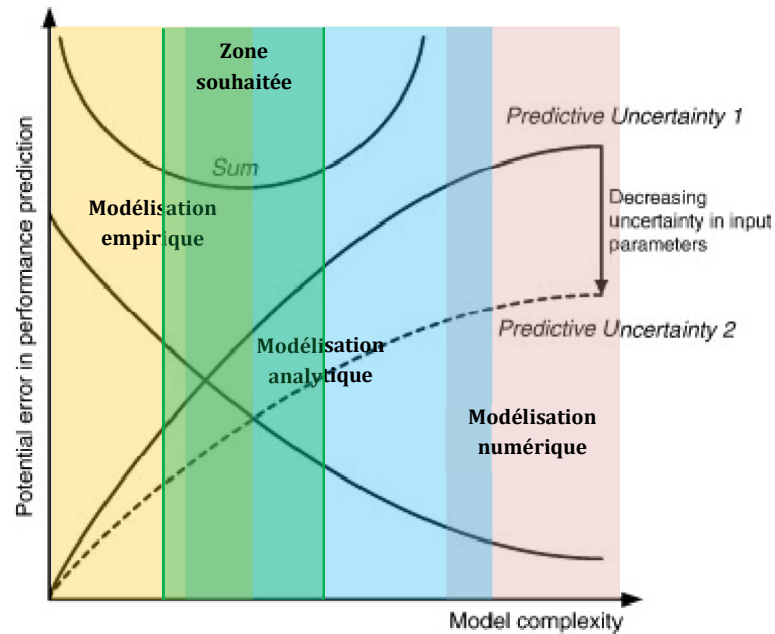 Zone
souhaitée
Predictive Uncertainty 1
Sum
Decreasing
uncertainty in input
parameters
Modélisation
empirique
Predictive Uncertainty 2
Modélisation
analytique
Modélisation
numérique
Potential error in performance prediction
Model complexity